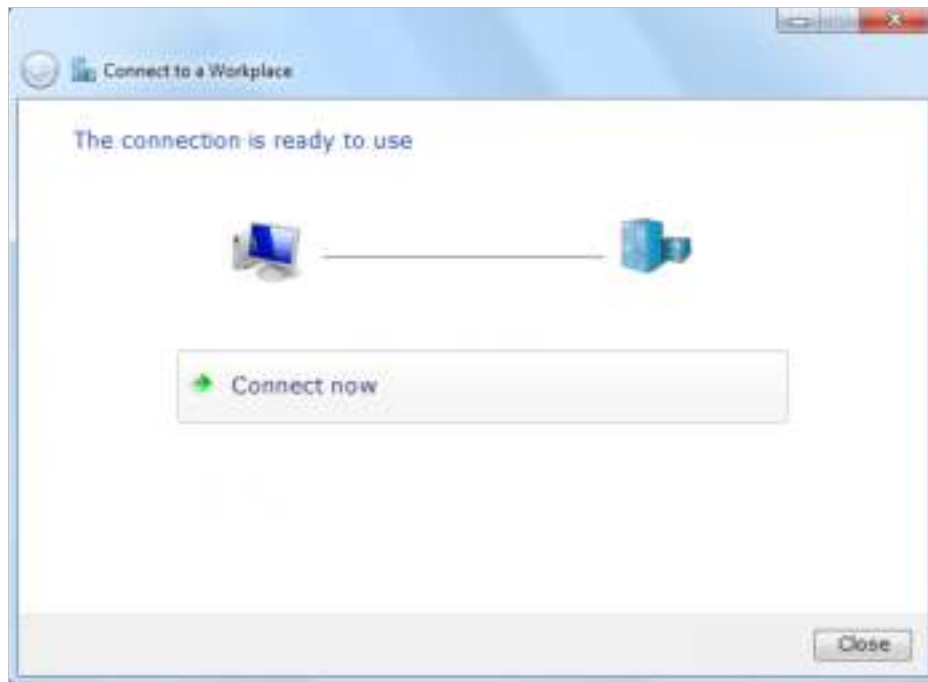 Connect to a Workplace
The connection is ready to use
Connect now
Close